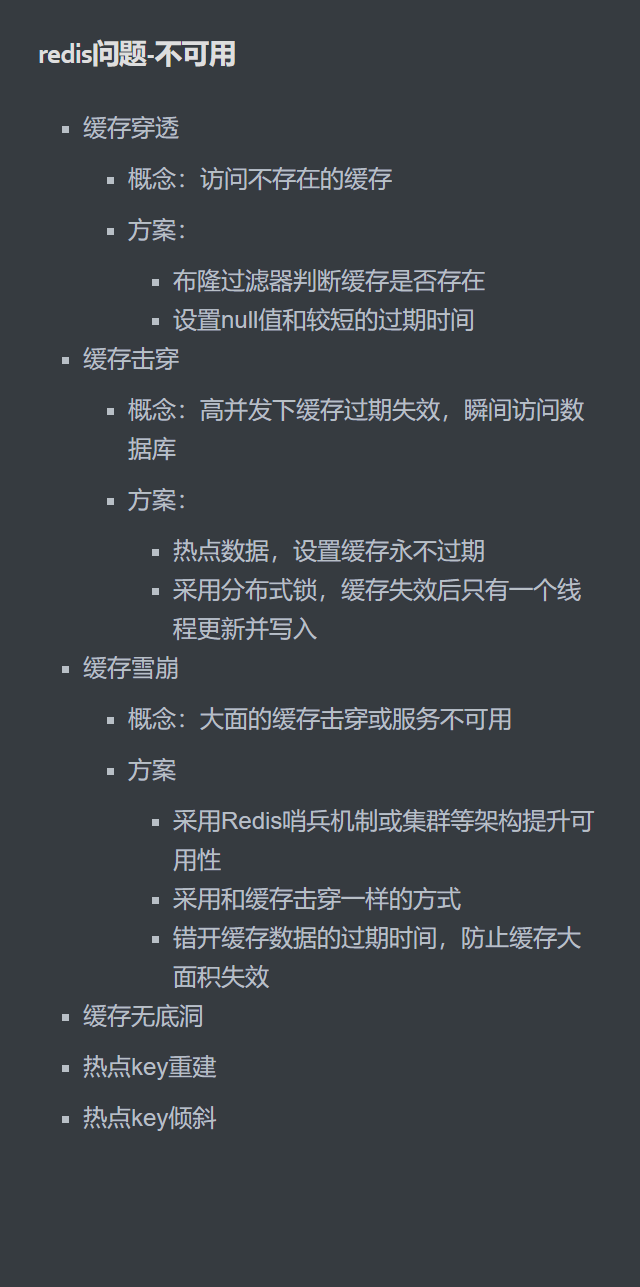 redis问题-不可用
缓存穿透
概念：访问不存在的缓存
方案：
布隆过滤器判断缓存是否存在
设置null值和较短的过期时间
缓存击穿
概念：高并发下缓存过期失效，瞬间访问数
据库
方案：
热点数据，设置缓存永不过期
采用分布式锁，缓存失效后只有一个线
程更新并写入
缓存雪崩
概念：大面的缓存击穿或服务不可用
方案
采用Redis哨兵机制或集群等架构提升可
用性
采用和缓存击穿一样的方式
错开缓存数据的过期时间，防止缓存大
面积失效
缓存无底洞
热点key重建
热点key倾斜